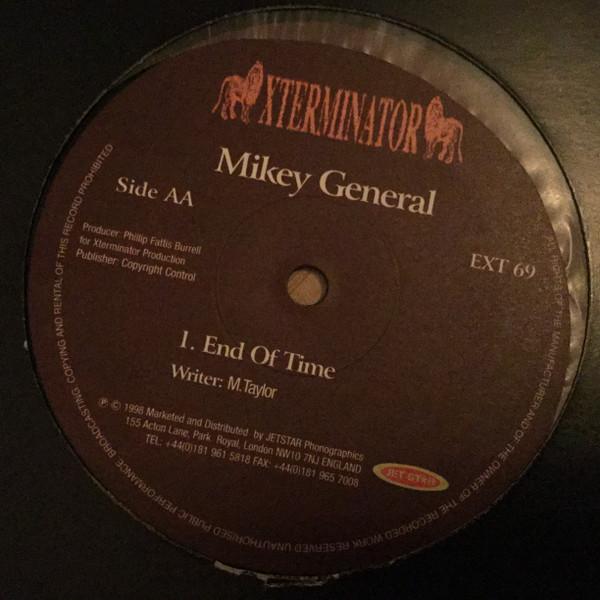 XTERMINATOR
Mikey General
Side AA
EXT 69
Producer: Phillip Fattis Burrell
for Xterminator Production
Publisher: Copyright Control
1. End Of Time
Writer: M.Taylor
℗ © 1998 Marketed and Distributed by JETSTAR Phonographics
155 Acton Lane, Park Royal, London NW10 7NJ ENGLAND
TEL: +44(0)181 961 5818 FAX: +44(0)181 965 7008
JET STAR
RIGHTS OF THE MANUFACTURER AND OF THE OWNER OF THE RECORDED WORK RESERVED UNAUTHORISED PUBLIC PERFORMANCE BROADCASTING COPYING AND RENTAL OF THIS RECORD PROHIBITED